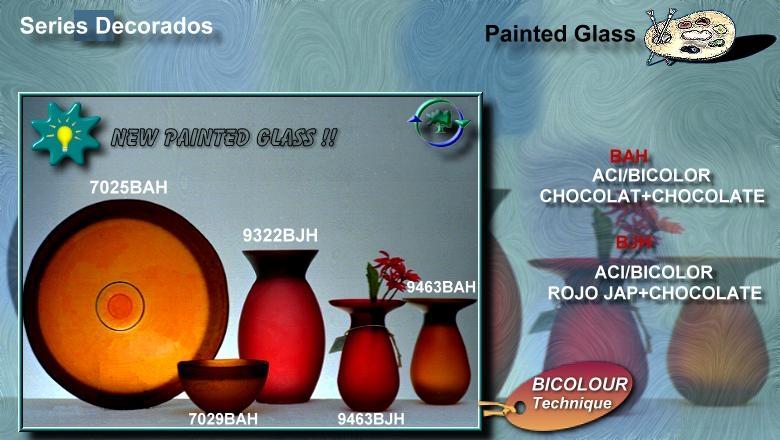 Series Decorados
Painted Glass
NEW PAINTED GLASS !!
7025BAH
9322BJH
9463BAH
7029BAH
9463BJH
BAH
ACI/BICOLOR
CHOCOLAT+CHOCOLATE
BJH
ACI/BICOLOR
ROJO JAP+CHOCOLATE
BICOLOUR
Technique